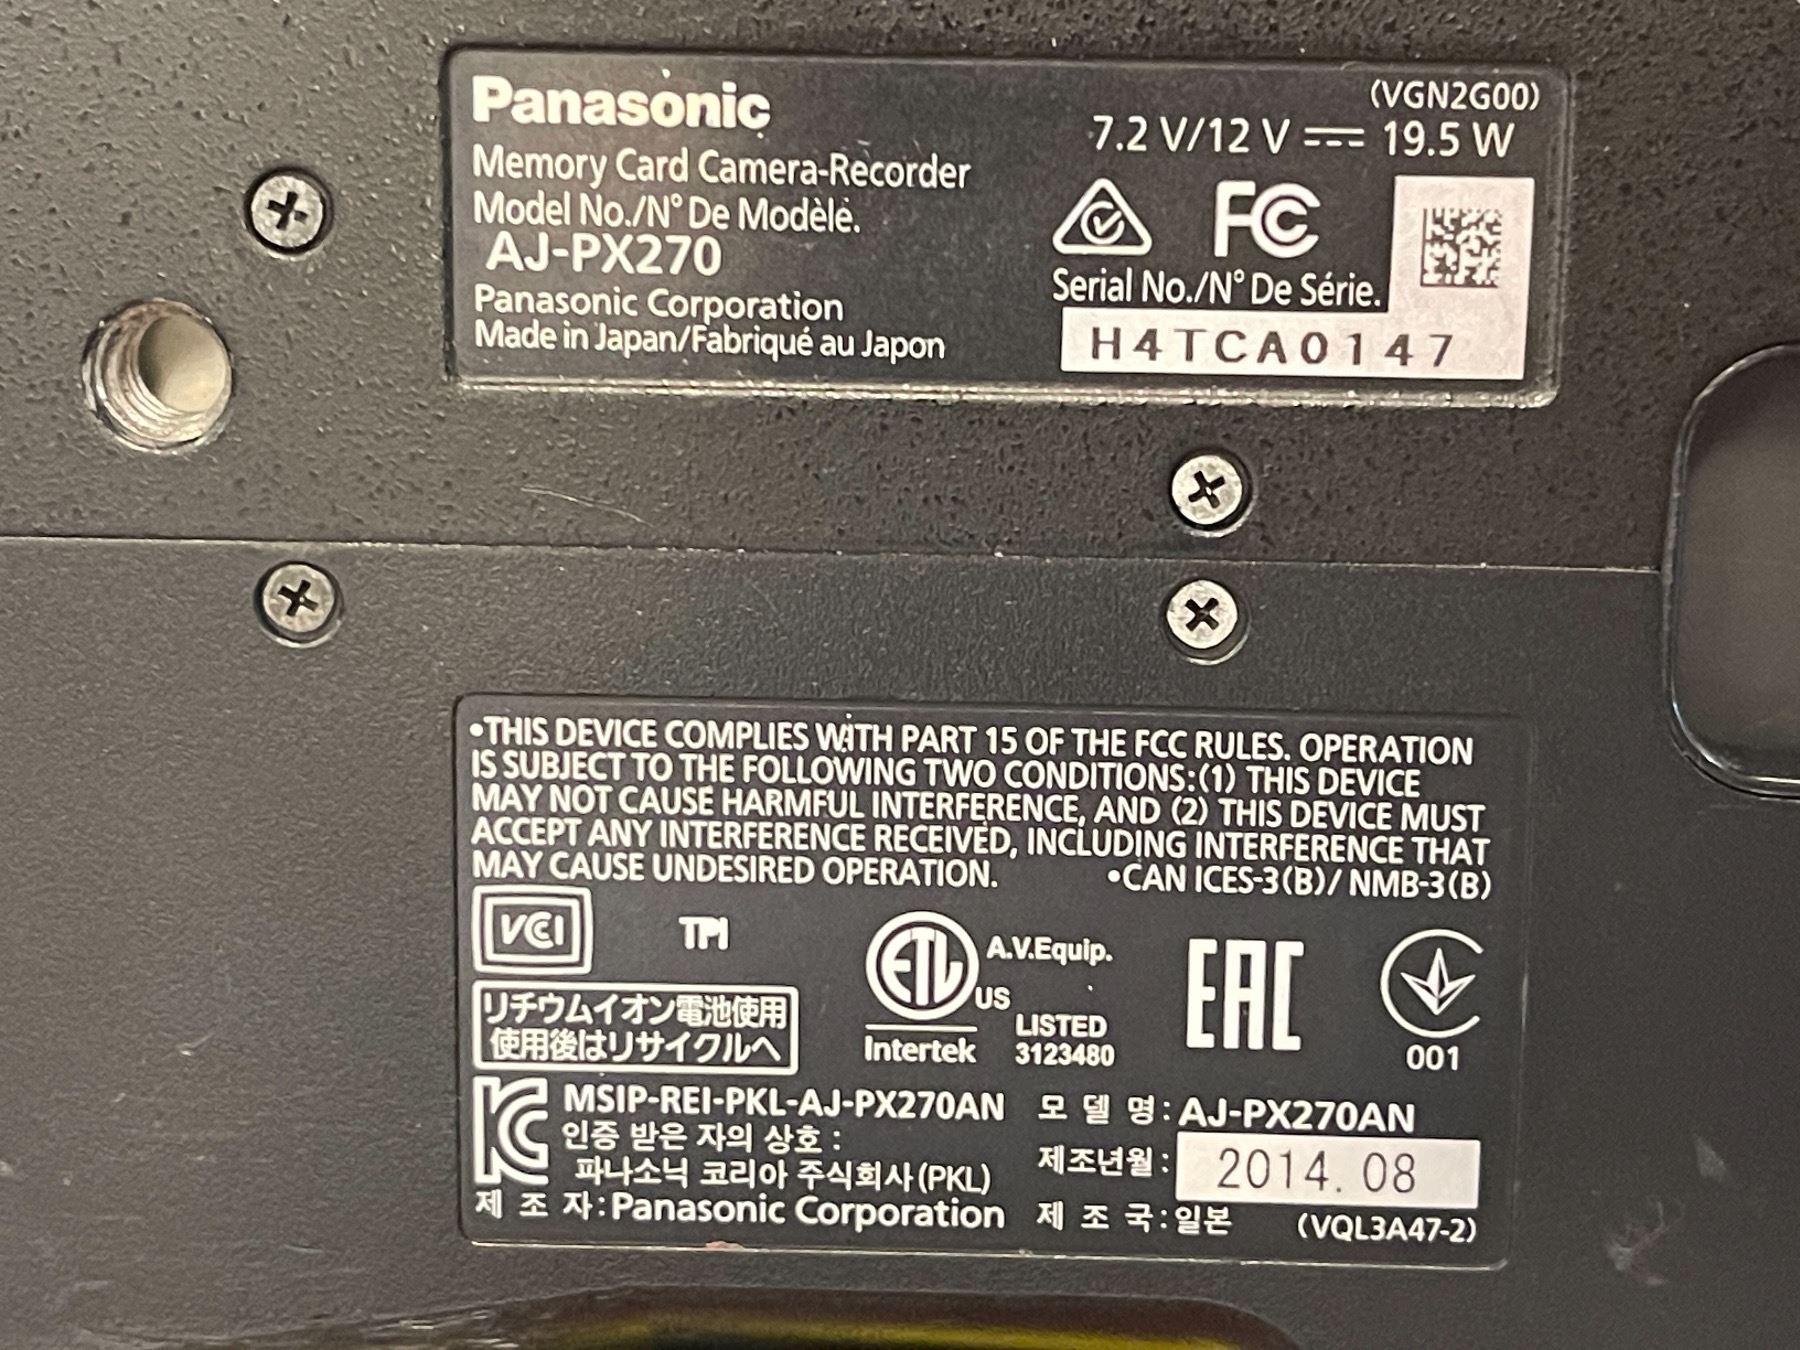 Panasonic
(VGN2G00)
7.2 V/12 V ⎓ 19.5 W
Memory Card Camera-Recorder
Model No./N° De Modèle.
AJ-PX270
Panasonic Corporation
Made in Japan/Fabriqué au Japon
FC
Serial No./N° De Série.
H4TCA0147
•THIS DEVICE COMPLIES WITH PART 15 OF THE FCC RULES. OPERATION
IS SUBJECT TO THE FOLLOWING TWO CONDITIONS:(1) THIS DEVICE
MAY NOT CAUSE HARMFUL INTERFERENCE, AND (2) THIS DEVICE MUST
ACCEPT ANY INTERFERENCE RECEIVED, INCLUDING INTERFERENCE THAT
MAY CAUSE UNDESIRED OPERATION. •CAN ICES-3(B)/ NMB-3(B)
VCCI
TPI
ETL
US
A.V.Equip.
LISTED
3123480
Intertek
EAC
001
リチウムイオン電池使用
使用後はリサイクルへ
KC
MSIP-REI-PKL-AJ-PX270AN
인증 받은 자의 상호 :
파나소닉 코리아 주식회사(PKL)
제 조 자:Panasonic Corporation
모 델 명:AJ-PX270AN
제조년월: 2014. 08
제 조 국:일본
(VQL3A47-2)